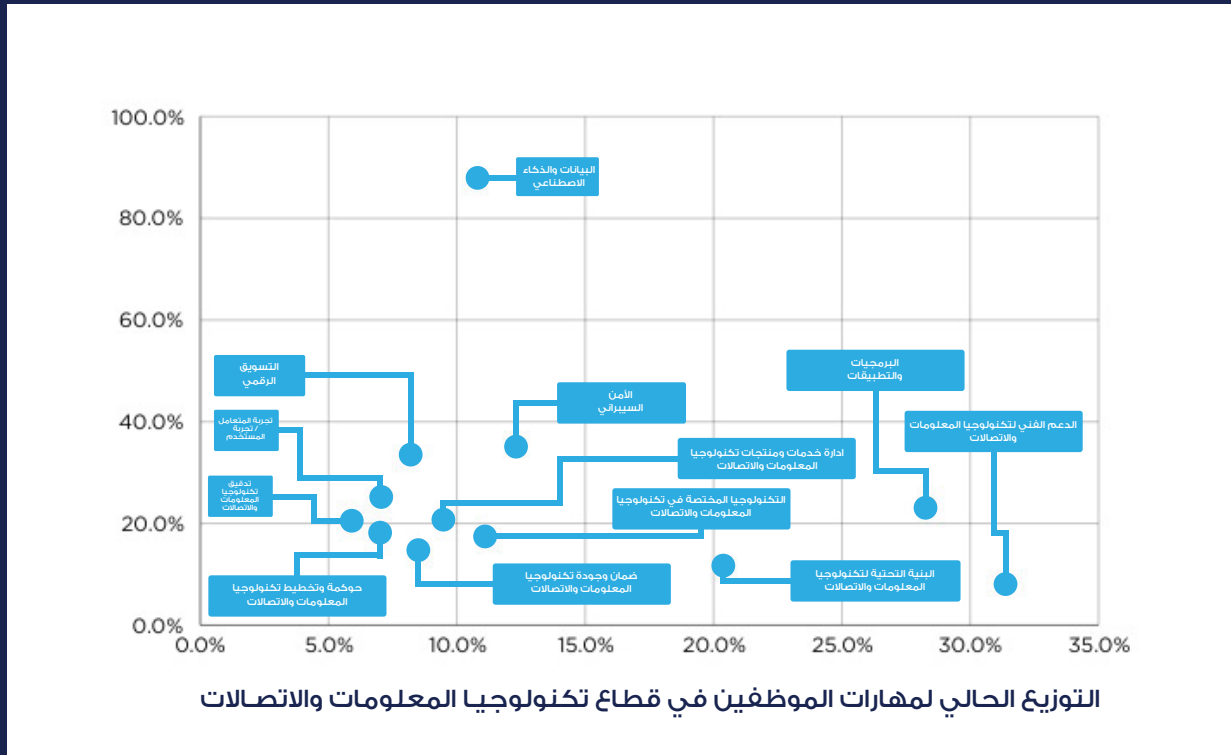 100.0%
البيانات والذكاء
الاصطناعي
80.0%
60.0%
البرمجيات
والتطبيقات
التسويق
الرقمي
الأمن
السيبراني
40.0%
تجربة المتعامل
/ تجربة
المستخدم
الدعم الفني لتكنولوجيا المعلومات
والاتصالات
ادارة خدمات ومنتجات تكنولوجيا
المعلومات والاتصالات
تدقيق
تكنولوجيا
المعلومات
والاتصالات
التكنولوجيا المختصة في تكنولوجيا
المعلومات والاتصالات
20.0%
البنية التحتية لتكنولوجيا
المعلومات والاتصالات
ضمان وجودة تكنولوجيا
المعلومات والاتصالات
حوكمة وتخطيط تكنولوجيا
المعلومات والاتصالات
0.0%
0.0% 5.0% 10.0% 15.0% 20.0% 25.0% 30.0% 35.0%
التوزيع الحالي لمهارات الموظفين في قطاع تكنولوجيا المعلومات والاتصالات